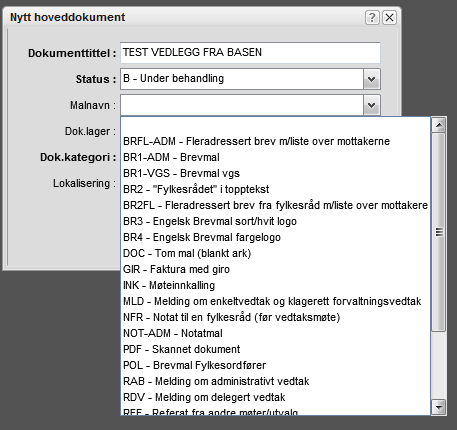 Nytt hoveddokument
Dokumenttittel : TEST VEDLEGG FRA BASEN
Status : B - Under behandling
Malnavn :
Dok.lager :
Dok.kategori :
Lokalisering :
BRFL-ADM - Fleradressert brev m/liste over mottakerne
BR1-ADM - Brevmal
BR1-VGS - Brevmal vgs
BR2 - "Fylkesrådet" i topptekst
BR2FL - Fleradressert brev fra fylkesråd m/liste over mottakere
BR3 - Engelsk Brevmal sort/hvit logo
BR4 - Engelsk Brevmal fargelogo
DOC - Tom mal (blankt ark)
GIR - Faktura med giro
INK - Møteinnkalling
MLD - Melding om enkeltvedtak og klagerett forvaltningsvedtak
NFR - Notat til en fylkesråd (før vedtaksmøte)
NOT-ADM - Notatmal
PDF - Skannet dokument
POL - Brevmal Fylkesordfører
RAB - Melding om administrativt vedtak
RDV - Melding om delegert vedtak
REF - Referat fra andre møter/utvalg